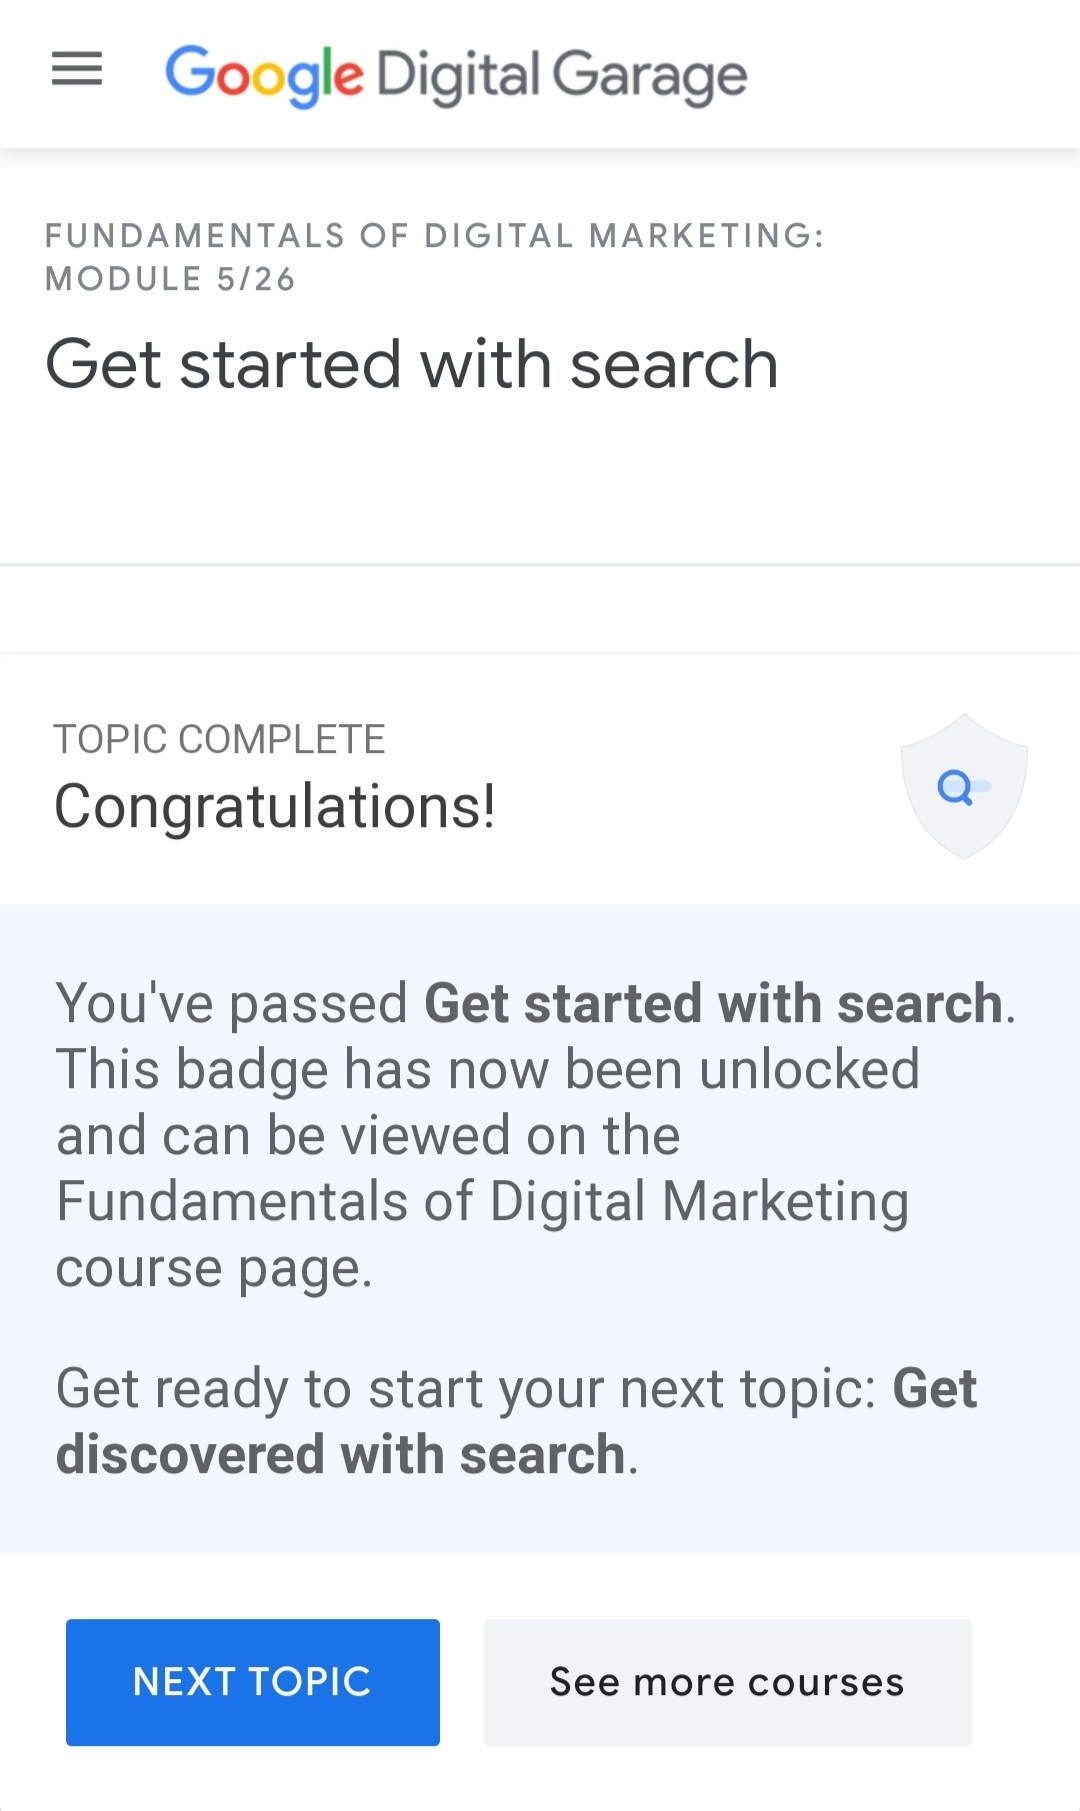 Google Digital Garage
FUNDAMENTALS OF DIGITAL MARKETING:
MODULE 5/26
Get started with search
TOPIC COMPLETE
Congratulations!
You've passed Get started with search.
This badge has now been unlocked
and can be viewed on the
Fundamentals of Digital Marketing
course page.
Get ready to start your next topic: Get
discovered with search.
NEXT TOPIC
See more courses